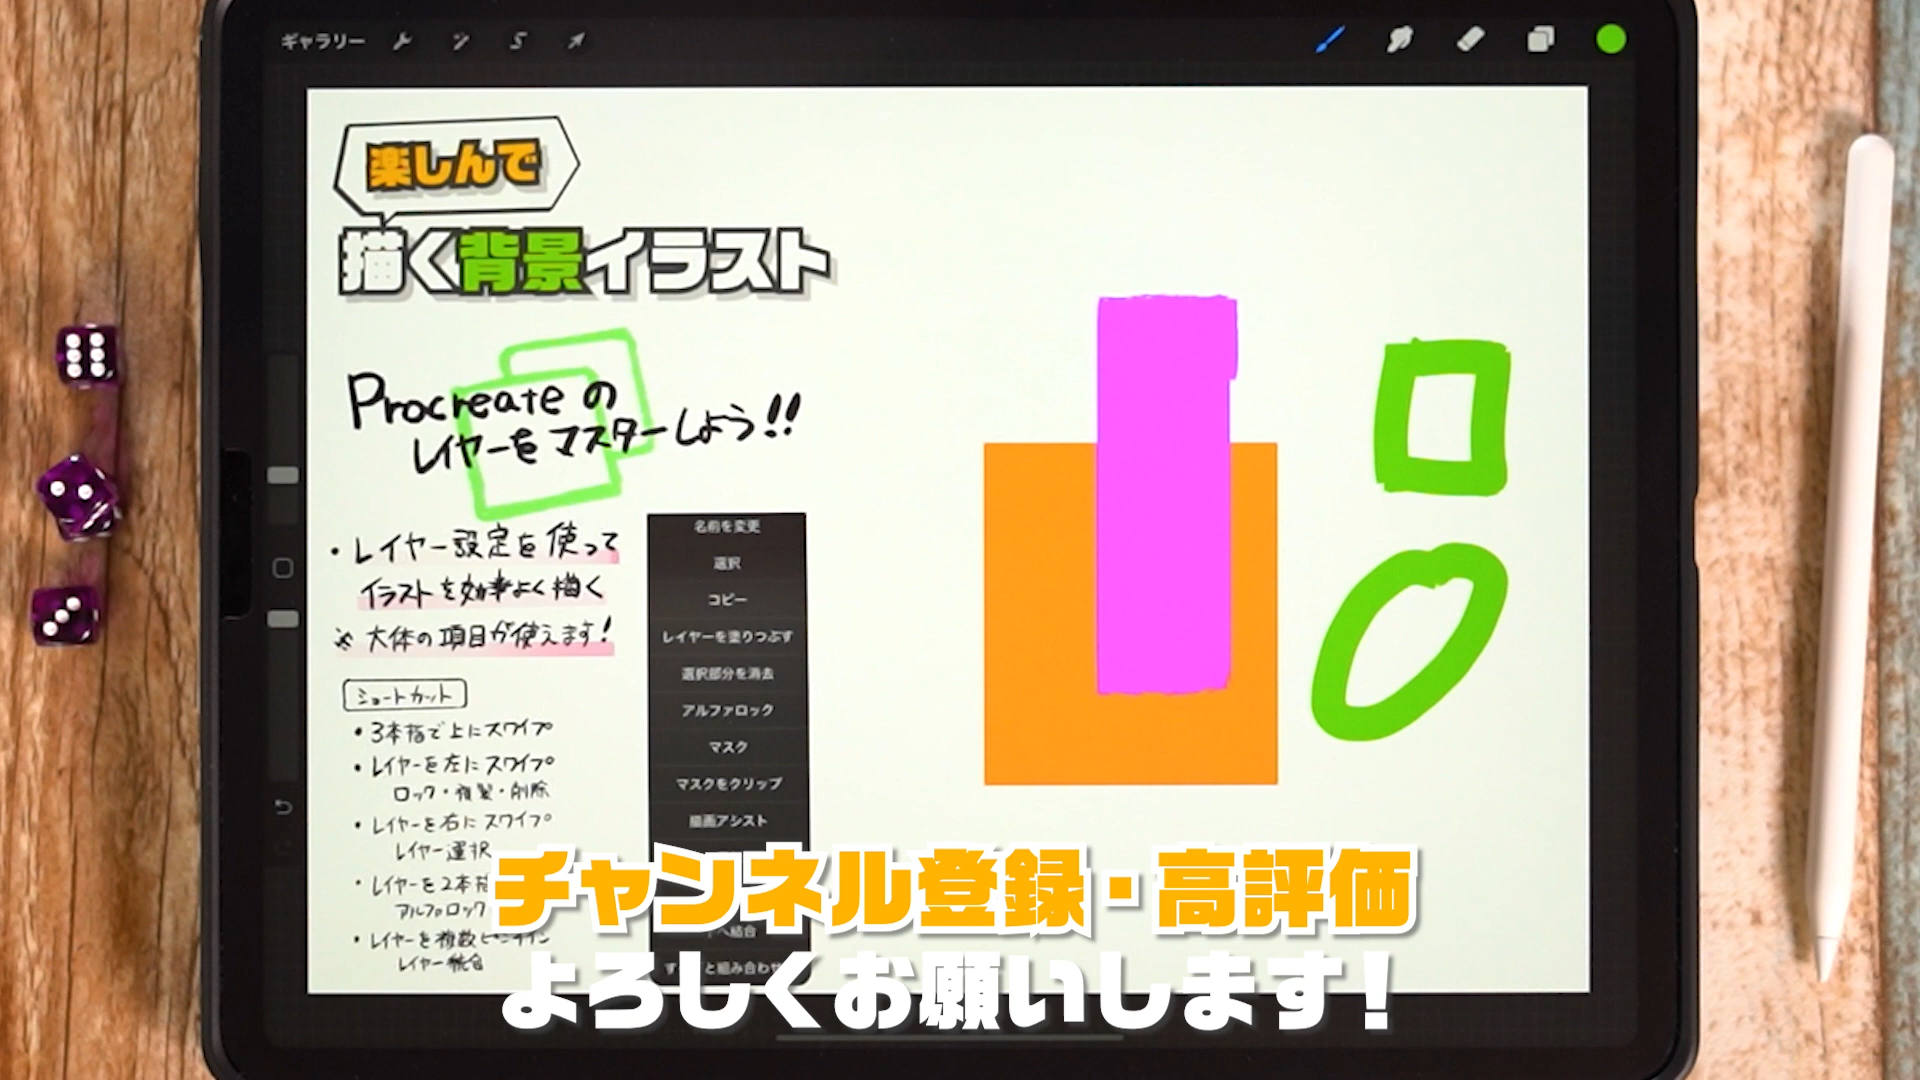 ギャラリー
楽しんで
描く背景イラスト
Procreateの
レイヤーをマスターしよう!!
・レイヤー設定を使って
イラストを効率よく描く
※大体の項目が使えます!
ショートカット
・3本指で上にスワイプ
・レイヤーを左にスワイプ
ロック・複製・削除
・レイヤーを右にスワイプ
レイヤー選択
・レイヤーを2本指
アルファロック
・レイヤーを複数ピンチイン
レイヤー統合
名前を変更
選択
コピー
レイヤーを塗りつぶす
選択部分を消去
アルファロック
マスク
マスクをクリップ
描画アシスト
下へ結合
チャンネル登録・高評価
よろしくお願いします!